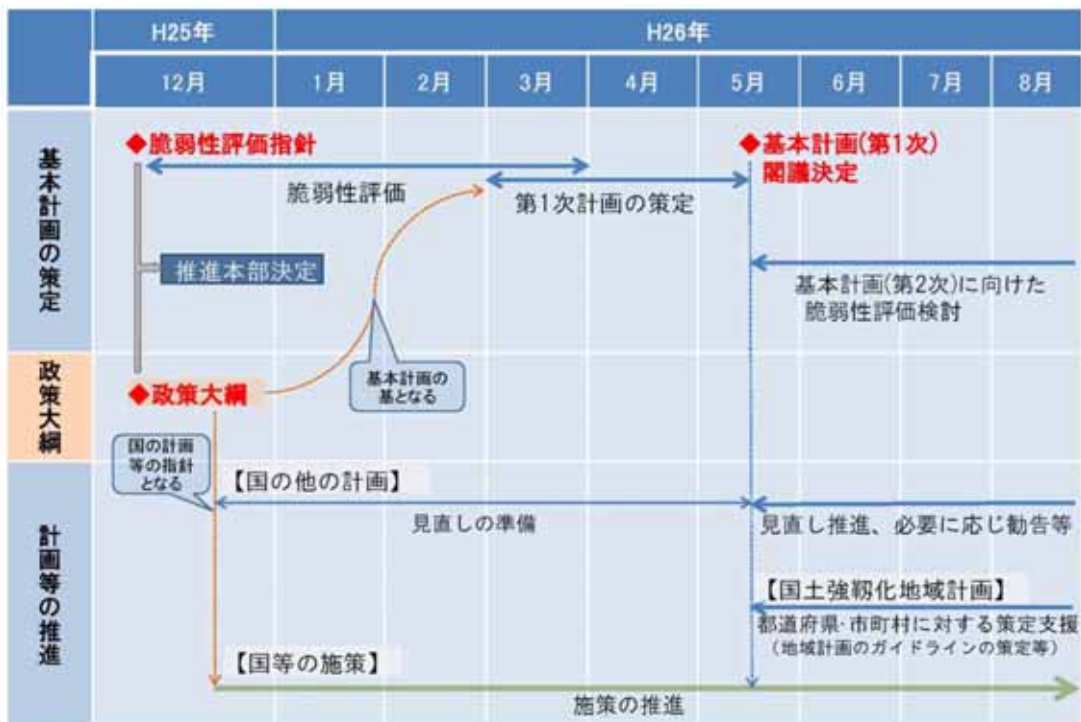 H25年
H26年
12月
1月
2月
3月
4月
5月
6月
7月
8月
基本計画の策定
◆脆弱性評価指針
脆弱性評価
◆基本計画(第1次)
閣議決定
第1次計画の策定
推進本部決定
基本計画(第2次)に向けた
脆弱性評価検討
政策大綱
◆政策大綱
基本計画の
基となる
国の計画
等の指針
となる
計画等の推進
【国の他の計画】
見直しの準備
見直し推進、必要に応じ勧告等
【国土強靱化地域計画】
都道府県・市町村に対する策定支援
(地域計画のガイドラインの策定等)
【国等の施策】
施策の推進